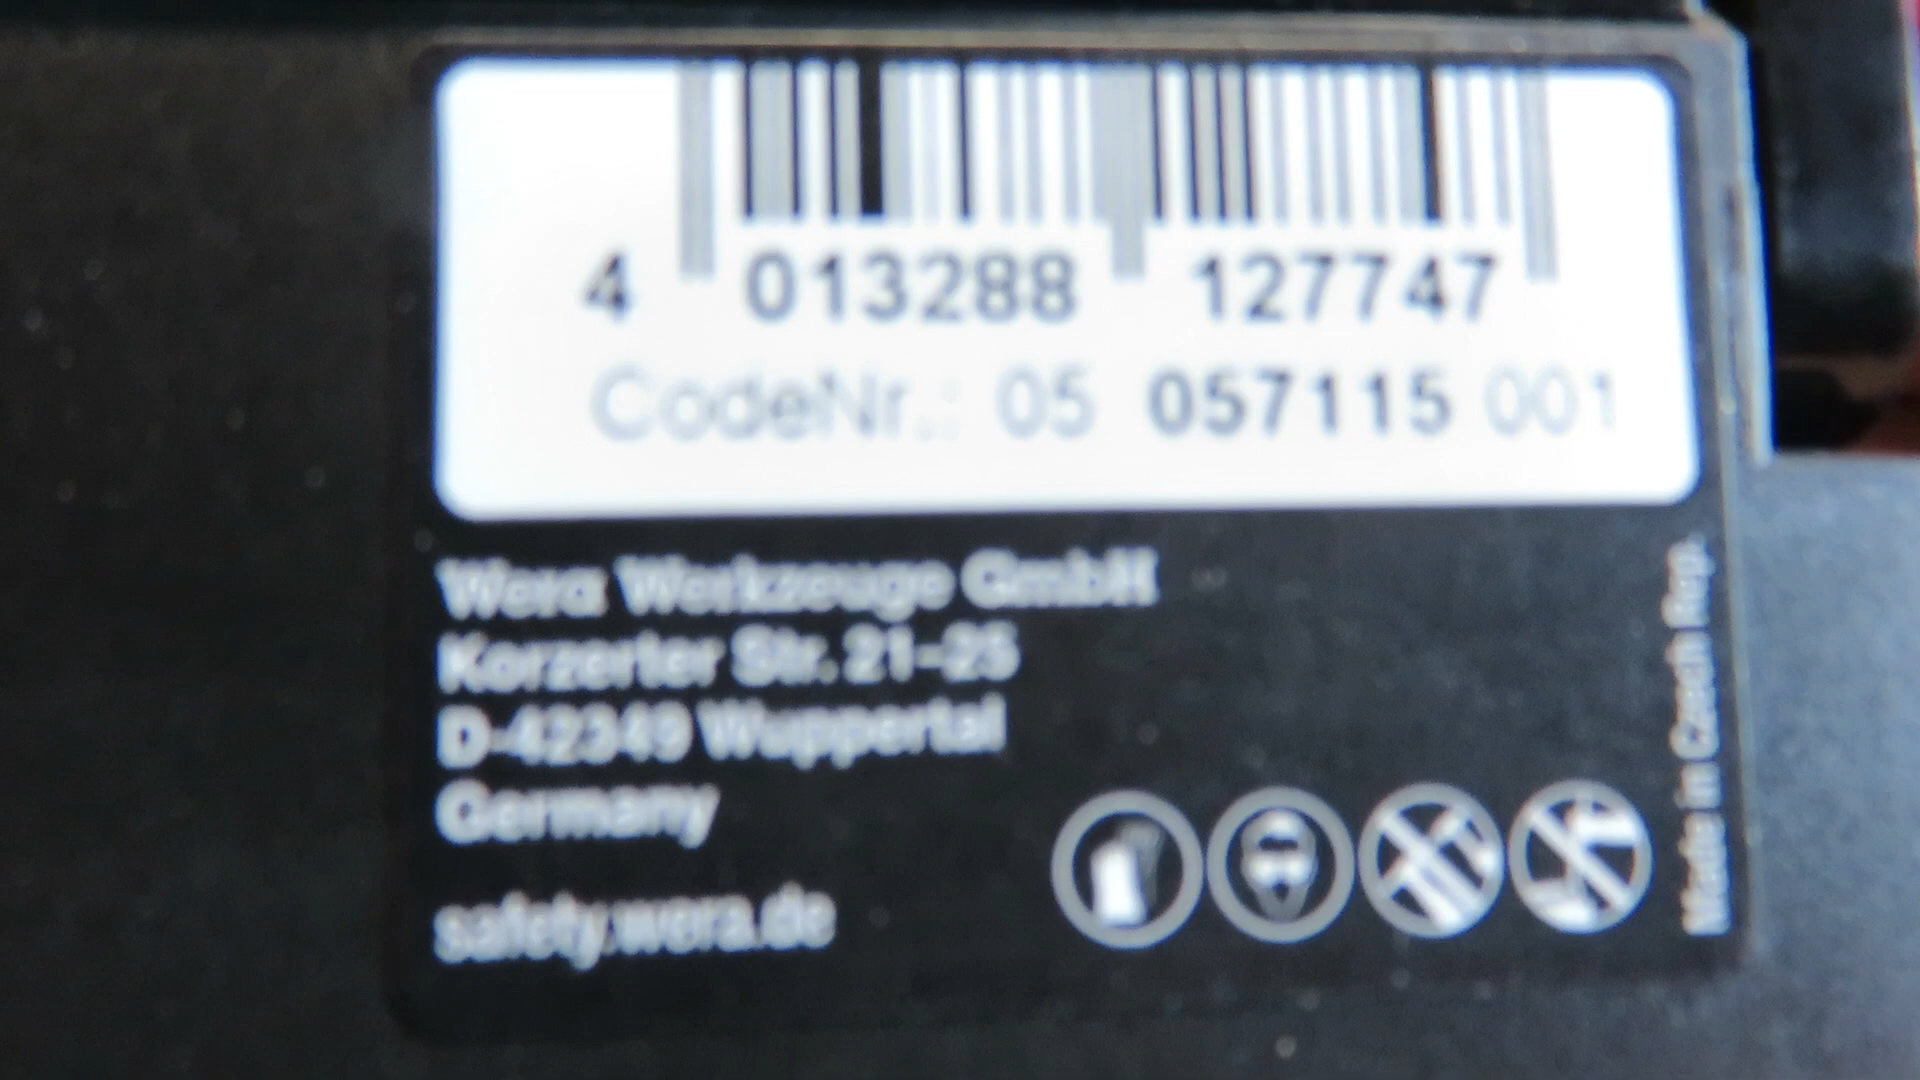 4 013288 127747
CodeNr.: 05 057115 001
Wera Werkzeuge GmbH
Korzerter Str. 21-25
D-42349 Wuppertal
Germany
safety.wera.de
Made in Czech Rep.